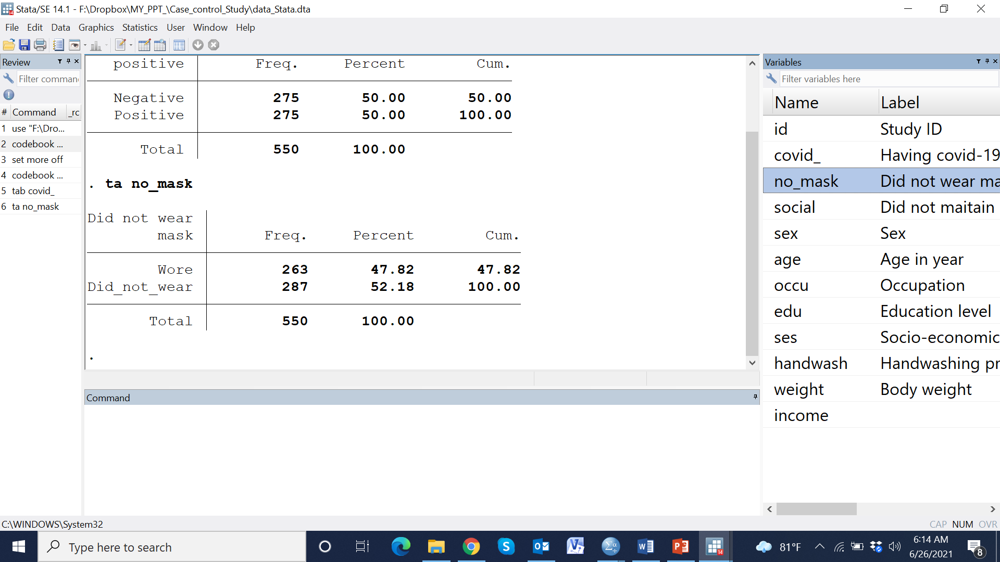 Stata/SE 14.1 - F:\Dropbox\MY_PPT_\Case_control_Study\data_Stata.dta
File Edit Data Graphics Statistics User Window Help
Review
Filter comman
# Command _rc
1 use "F:\Dro...
2 codebook ...
3 set more off
4 codebook ...
5 tab covid_
6 ta no_mask
positive Freq. Percent Cum.
Negative 275 50.00 50.00
Positive 275 50.00 100.00
Total 550 100.00
. ta no_mask
Did not wear
mask Freq. Percent Cum.
Wore 263 47.82 47.82
Did_not_wear 287 52.18 100.00
Total 550 100.00
.
Command
Variables
Filter variables here
Name Label
id Study ID
covid_ Having covid-19
no_mask Did not wear ma
social Did not maitain
sex Sex
age Age in year
occu Occupation
edu Education level
ses Socio-economic
handwash Handwashing pr
weight Body weight
income
C:\WINDOWS\System32
CAP NUM OVR
Type here to search
81°F
6:14 AM
6/26/2021
8